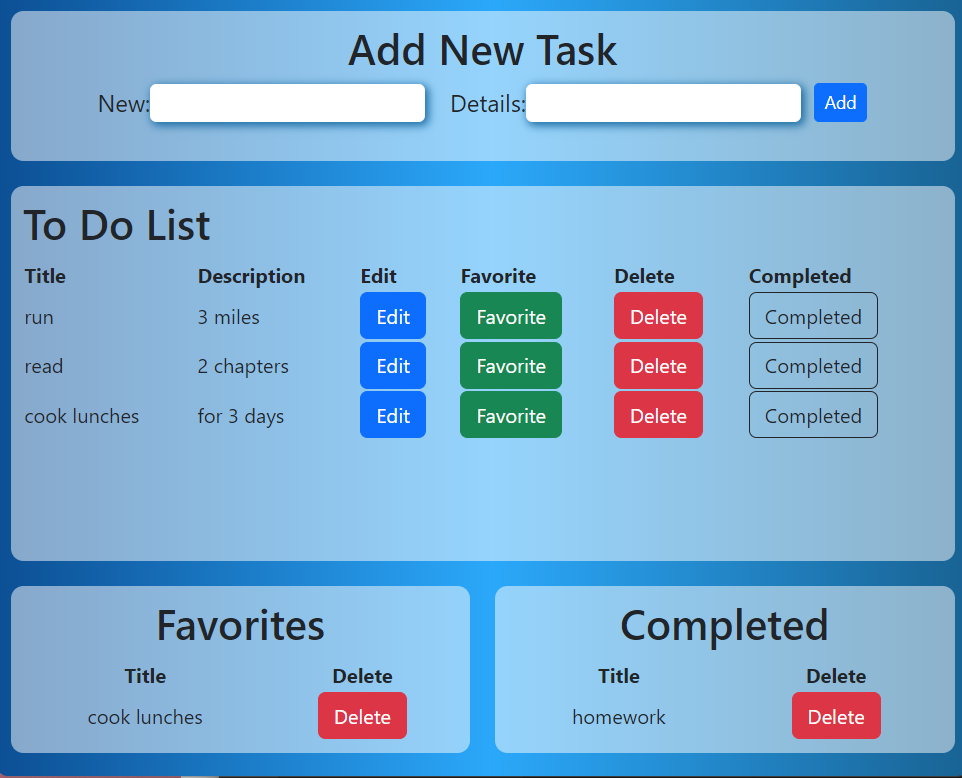 Add New Task
New: Details: Add
To Do List
Title Description Edit Favorite Delete Completed
run 3 miles Edit Favorite Delete Completed
read 2 chapters Edit Favorite Delete Completed
cook lunches for 3 days Edit Favorite Delete Completed
Favorites
Title Delete
cook lunches Delete
Completed
Title Delete
homework Delete